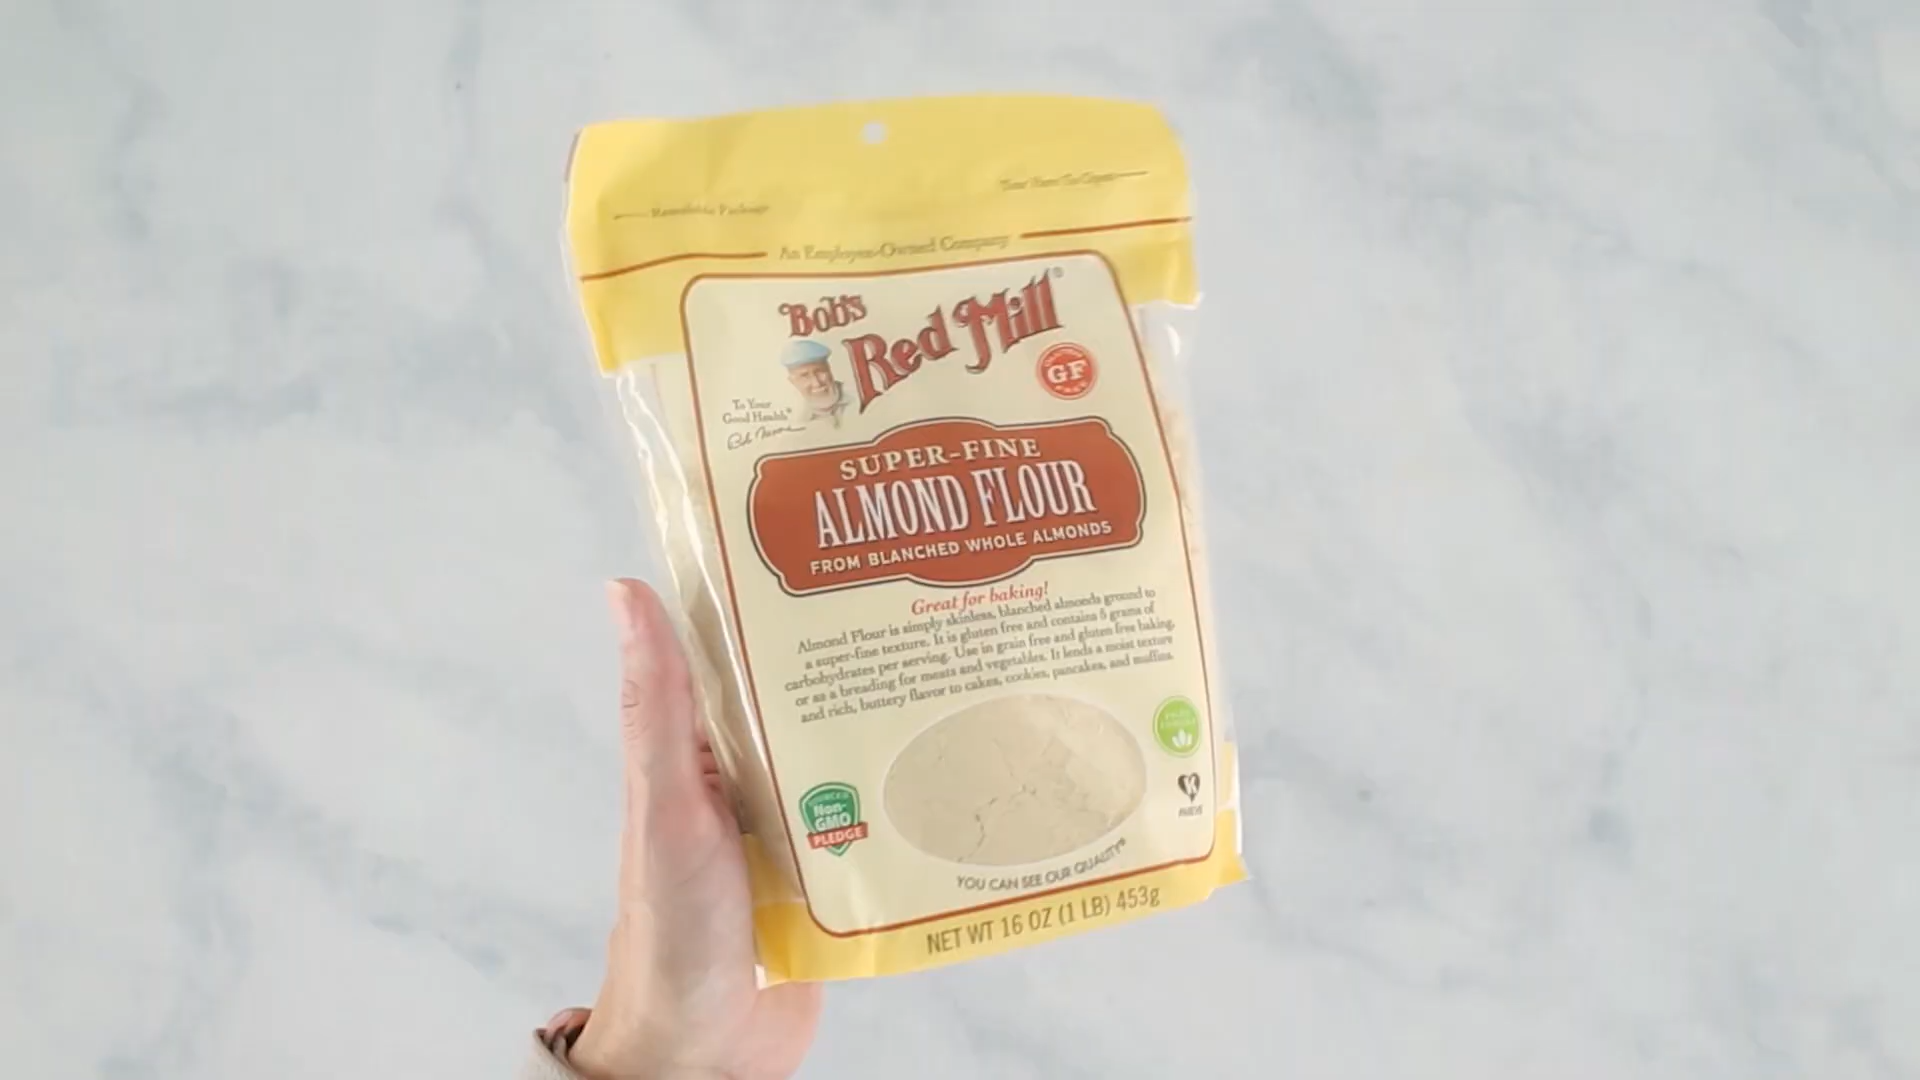 An Employee-Owned Company
Bob's
Red Mill®
GF
To Your
Good Health®
Bob Moore
SUPER-FINE
ALMOND FLOUR
FROM BLANCHED WHOLE ALMONDS
Great for baking!
Almond Flour is simply skinless, blanched almonds ground to
a super-fine texture. It is gluten free and contains 5 grams of
carbohydrates per serving. Use in grain free and gluten free baking,
or as a breading for meats and vegetables. It lends a moist texture
and rich, buttery flavor to cakes, cookies, pancakes, and muffins.
SOURCED
Non-
GMO
PLEDGE
K
PAREVE
YOU CAN SEE OUR QUALITY®
NET WT 16 OZ (1 LB) 453g